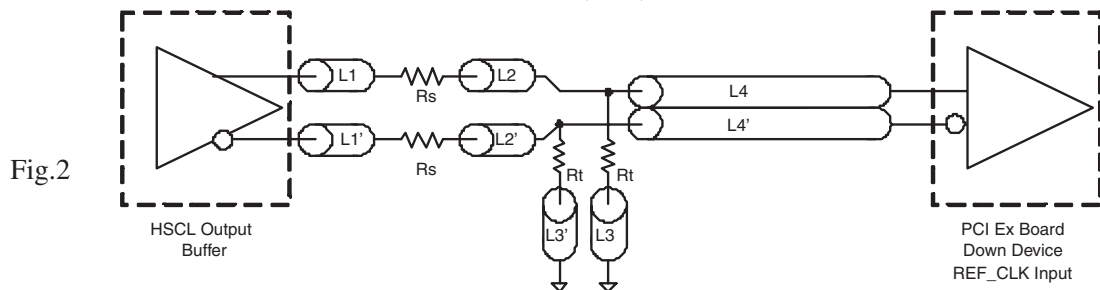 L1
L2
L4
Rs
L1'
L2'
L4'
Fig.2
Rs
Rt
Rt
L3'
L3
HSCL Output
Buffer
PCI Ex Board
Down Device
REF_CLK Input